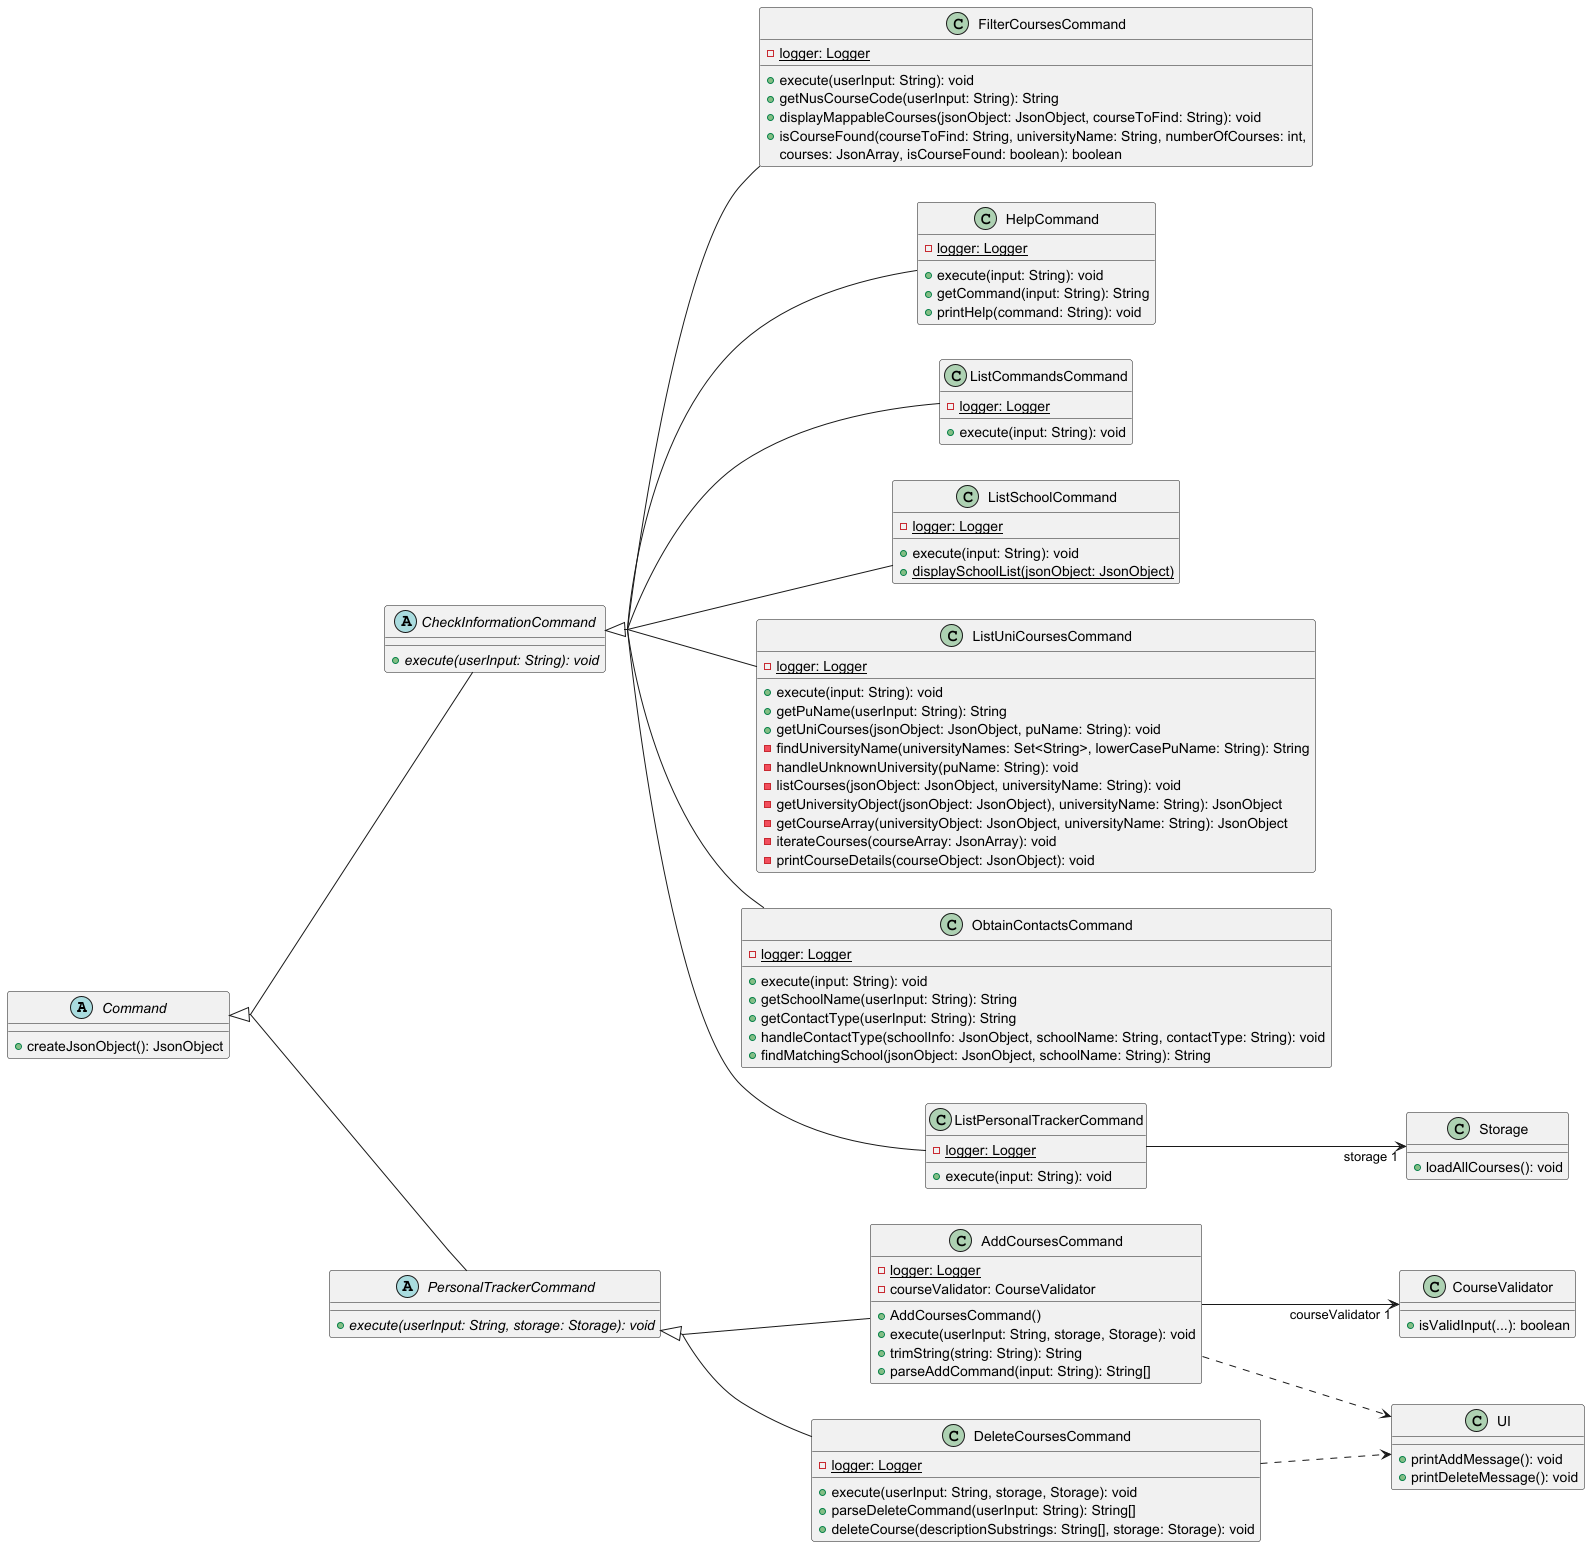 C FilterCoursesCommand
logger: Logger
execute(userInput: String): void
getNusCourseCode(userInput: String): String
displayMappableCourses(jsonObject: JsonObject, courseToFind: String): void
isCourseFound(courseToFind: String, universityName: String, numberOfCourses: int,
courses: JsonArray, isCourseFound: boolean): boolean
C HelpCommand
logger: Logger
execute(input: String): void
getCommand(input: String): String
printHelp(command: String): void
C ListCommandsCommand
logger: Logger
execute(input: String): void
C ListSchoolCommand
logger: Logger
execute(input: String): void
displaySchoolList(jsonObject: JsonObject)
A CheckInformationCommand
execute(userInput: String): void
C ListUniCoursesCommand
logger: Logger
execute(input: String): void
getPuName(userInput: String): String
getUniCourses(jsonObject: JsonObject, puName: String): void
findUniversityName(universityNames: Set<String>, lowerCasePuName: String): String
handleUnknownUniversity(puName: String): void
listCourses(jsonObject: JsonObject, universityName: String): void
getUniversityObject(jsonObject: JsonObject), universityName: String): JsonObject
getCourseArray(universityObject: JsonObject, universityName: String): JsonObject
iterateCourses(courseArray: JsonArray): void
printCourseDetails(courseObject: JsonObject): void
C ObtainContactsCommand
logger: Logger
execute(input: String): void
getSchoolName(userInput: String): String
getContactType(userInput: String): String
handleContactType(schoolInfo: JsonObject, schoolName: String, contactType: String): void
findMatchingSchool(jsonObject: JsonObject, schoolName: String): String
A Command
createJsonObject(): JsonObject
C ListPersonalTrackerCommand
logger: Logger
execute(input: String): void
storage 1
C Storage
loadAllCourses(): void
A PersonalTrackerCommand
execute(userInput: String, storage: Storage): void
C AddCoursesCommand
logger: Logger
courseValidator: CourseValidator
AddCoursesCommand()
execute(userInput: String, storage, Storage): void
trimString(string: String): String
parseAddCommand(input: String): String[]
courseValidator 1
C CourseValidator
isValidInput(...): boolean
C DeleteCoursesCommand
logger: Logger
execute(userInput: String, storage, Storage): void
parseDeleteCommand(userInput: String): String[]
deleteCourse(descriptionSubstrings: String[], storage: Storage): void
C UI
printAddMessage(): void
printDeleteMessage(): void